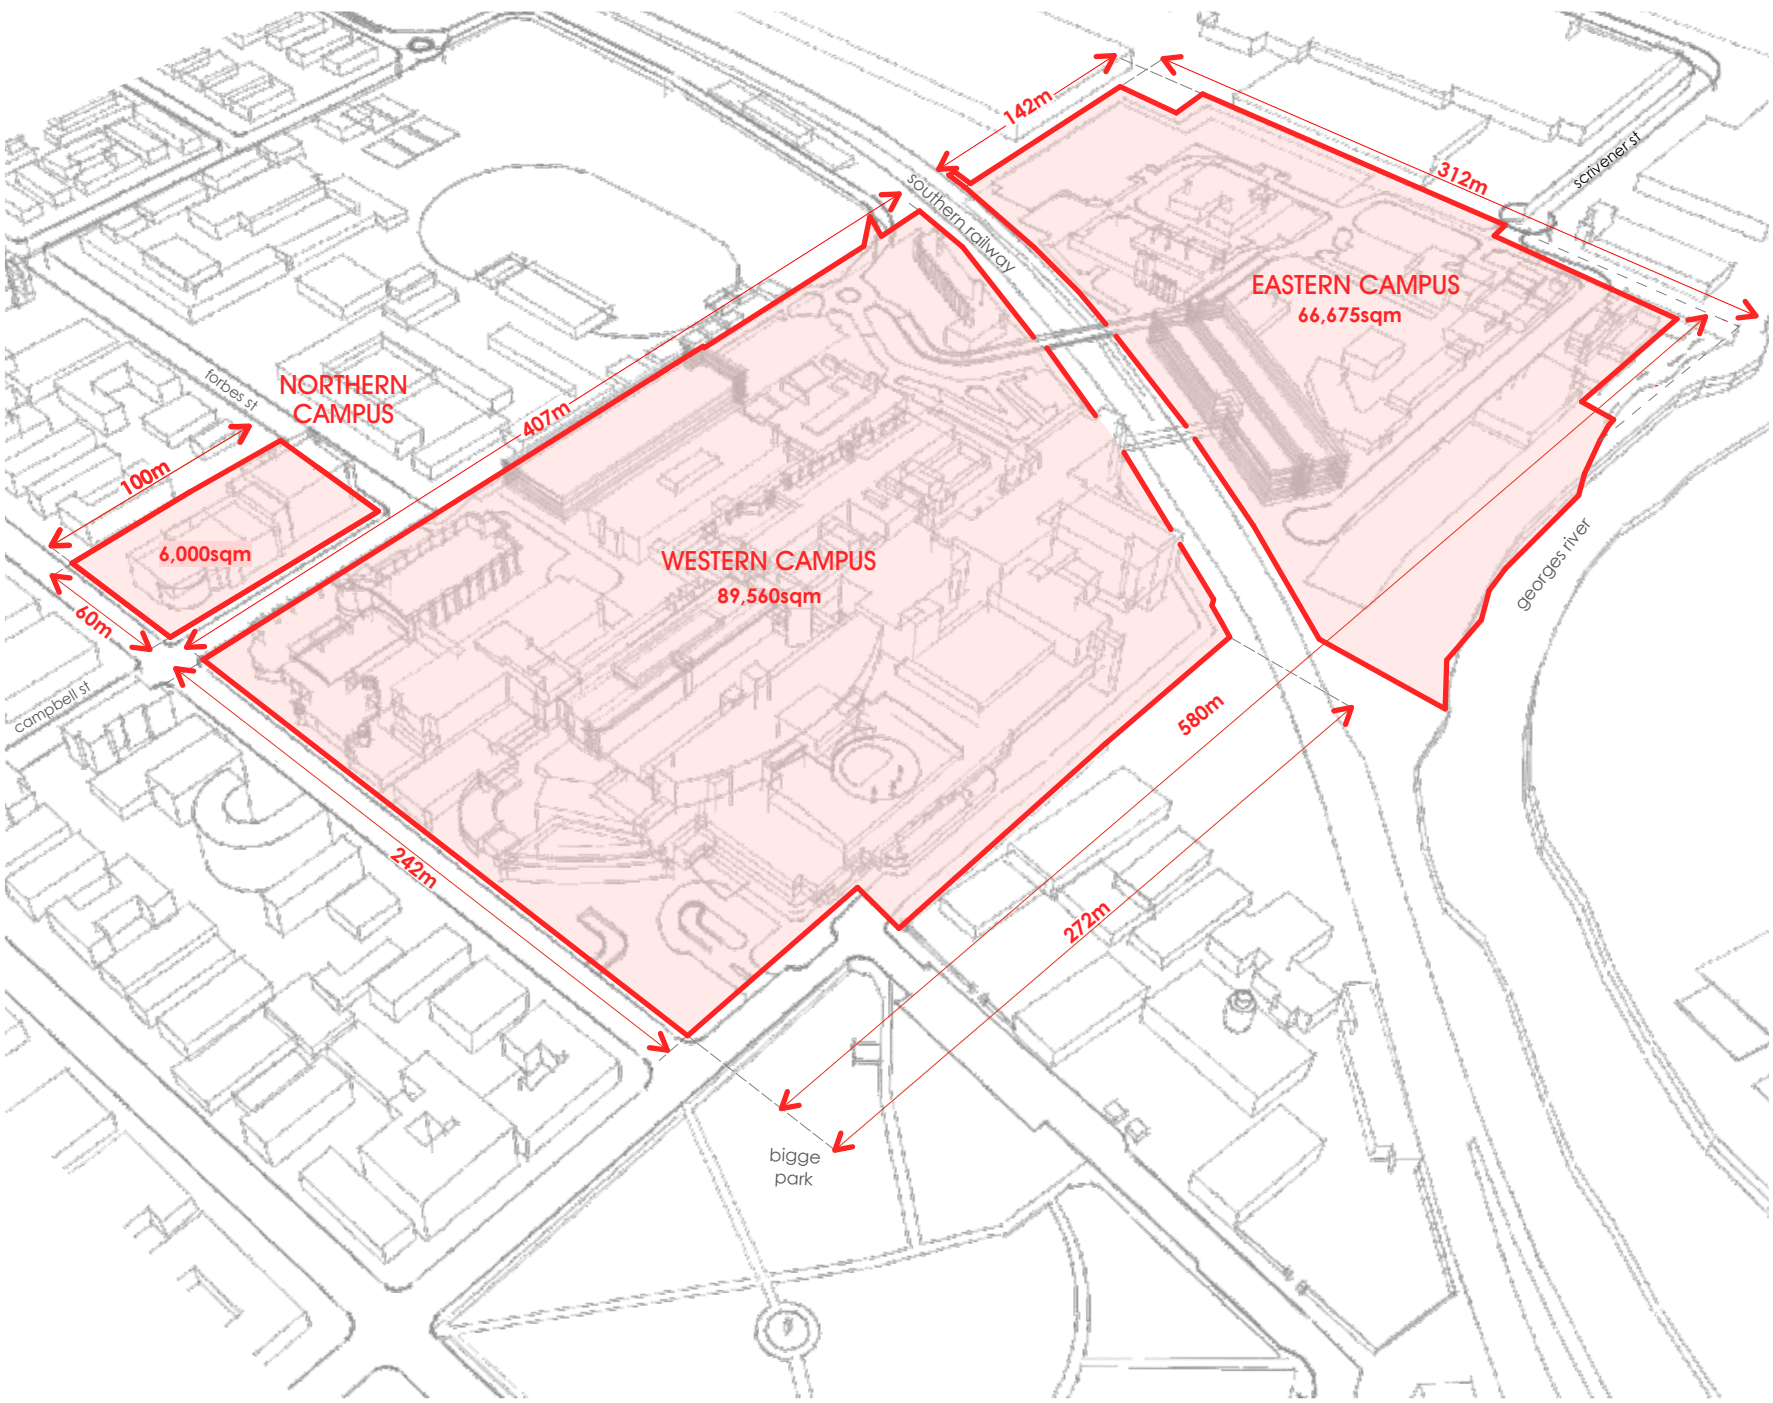 142m
312m
scrivener st
southern railway
EASTERN CAMPUS
66,675sqm
forbes st
NORTHERN
CAMPUS
407m
100m
6,000sqm
WESTERN CAMPUS
89,560sqm
georges river
60m
campbell st
580m
242m
272m
bigge
park